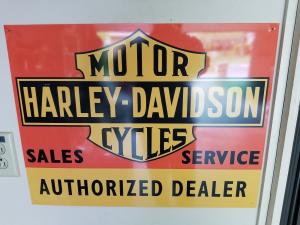 MOTOR
HARLEY-DAVIDSON
CYCLES
SALES SERVICE
AUTHORIZED DEALER